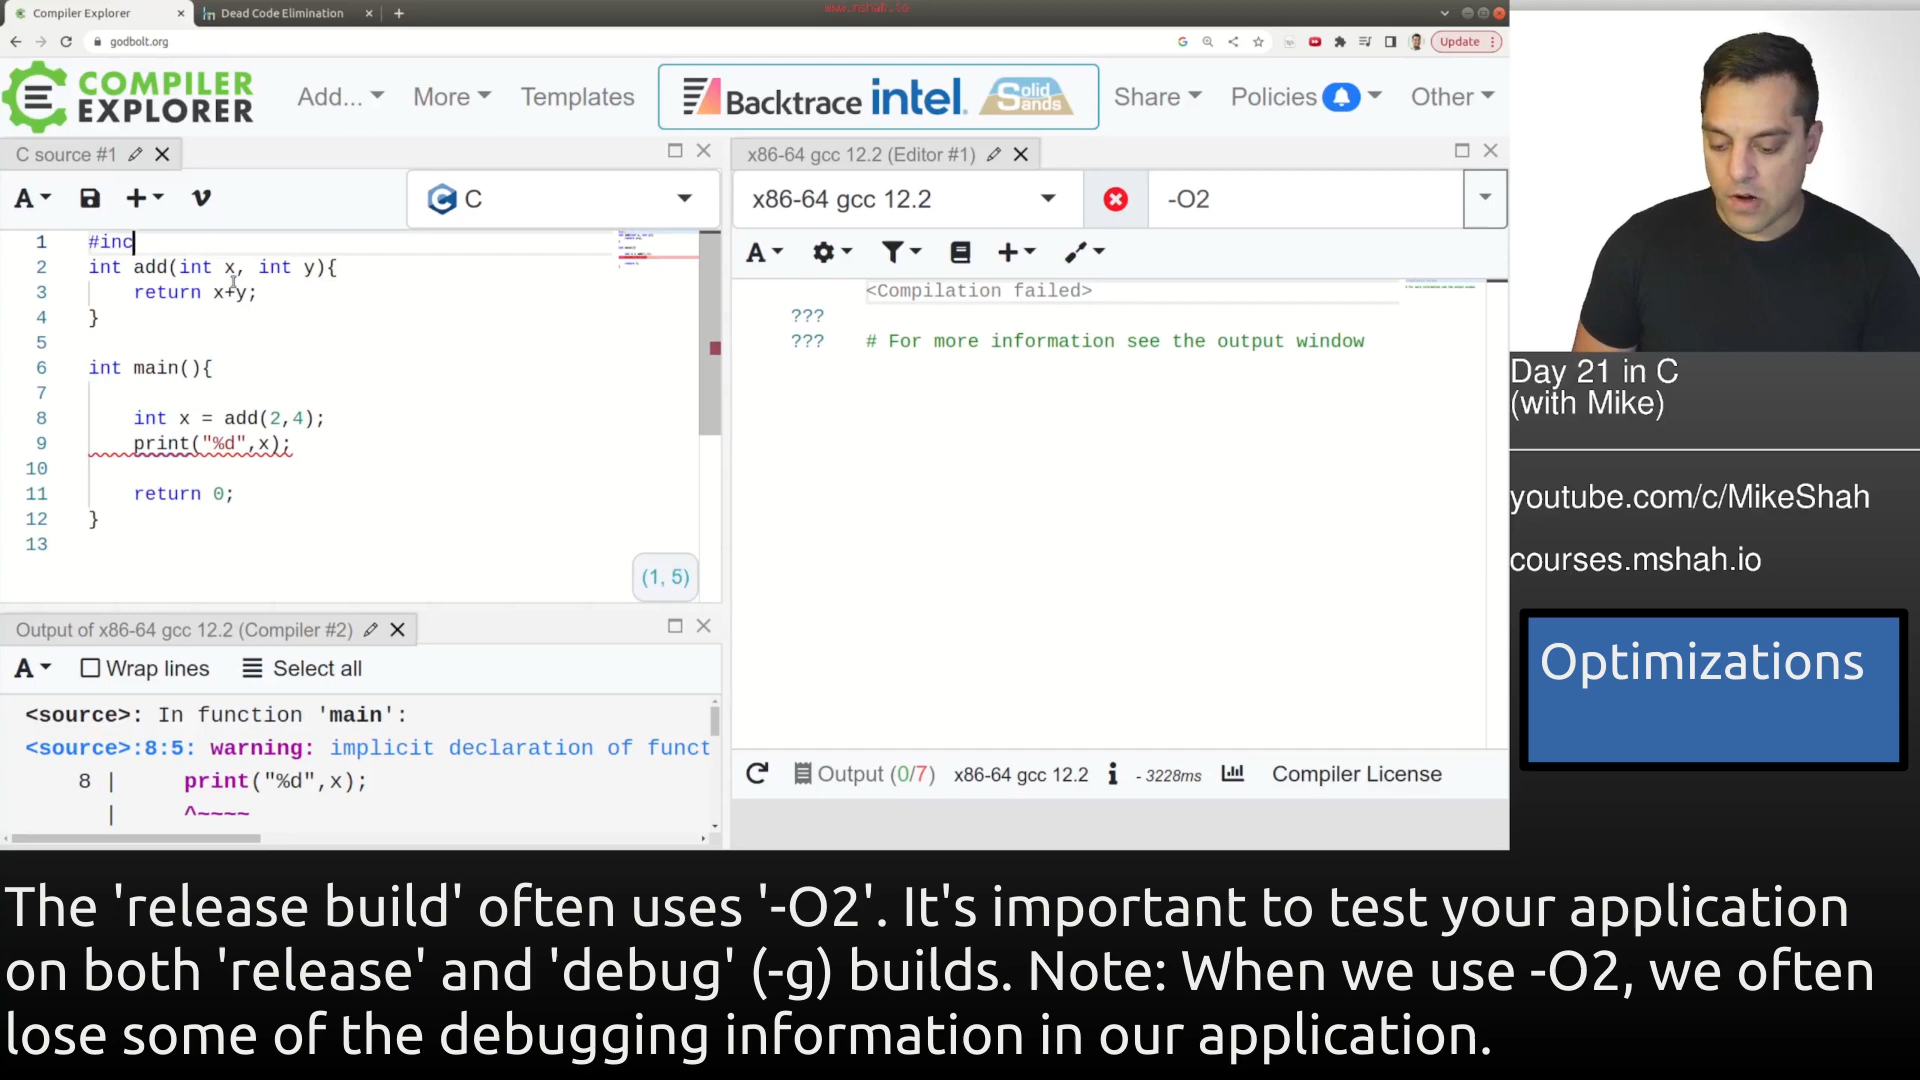 Compiler Explorer
Dead Code Elimination
www.mshah.io
godbolt.org
Update
COMPILER
EXPLORER
Add...
More
Templates
Backtrace
intel.
Solid
Sands
Share
Policies
Other
C source #1
A
C
x86-64 gcc 12.2 (Editor #1)
x86-64 gcc 12.2
-O2
A
1 #inc
2 int add(int x, int y){
3 return x+y;
4 }
5
6 int main(){
7
8 int x = add(2,4);
9 print("%d",x);
10
11 return 0;
12 }
13
(1, 5)
<Compilation failed>
???
??? # For more information see the output window
Output of x86-64 gcc 12.2 (Compiler #2)
A
Wrap lines
Select all
<source>: In function 'main':
<source>:8:5: warning: implicit declaration of funct
8 | print("%d",x);
| ^~~~~
Output (0/7) x86-64 gcc 12.2 i - 3228ms Compiler License
Day 21 in C
(with Mike)
youtube.com/c/MikeShah
courses.mshah.io
Optimizations
The 'release build' often uses '-O2'. It's important to test your application
on both 'release' and 'debug' (-g) builds. Note: When we use -O2, we often
lose some of the debugging information in our application.